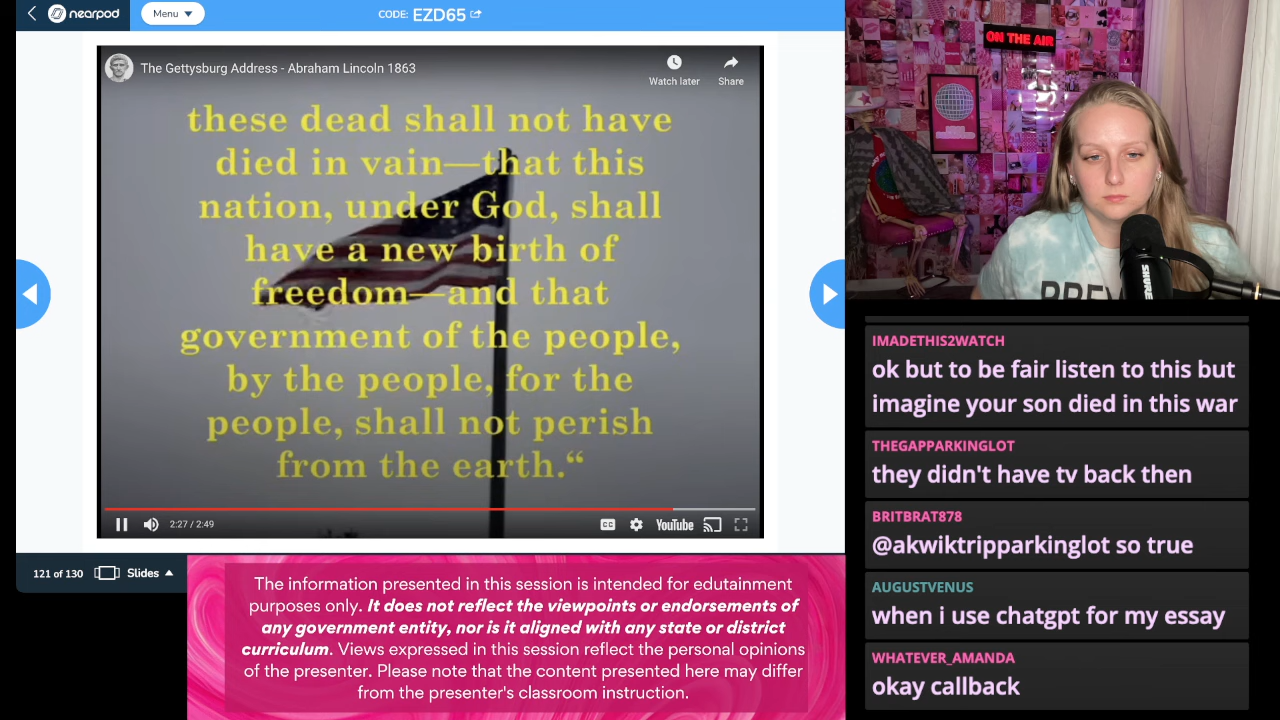 nearpod
Menu
CODE: EZD65
The Gettysburg Address - Abraham Lincoln 1863
Watch later
Share
these dead shall not have
died in vain—that this
nation, under God, shall
have a new birth of
freedom—and that
government of the people,
by the people, for the
people, shall not perish
from the earth.“
2:27 / 2:49
CC
YouTube
121 of 130
Slides
The information presented in this session is intended for edutainment
purposes only. It does not reflect the viewpoints or endorsements of
any government entity, nor is it aligned with any state or district
curriculum. Views expressed in this session reflect the personal opinions
of the presenter. Please note that the content presented here may differ
from the presenter's classroom instruction.
ON THE AIR
SHURE
IMADETHIS2WATCH
ok but to be fair listen to this but
imagine your son died in this war
THEGAPPARKINGLOT
they didn't have tv back then
BRITBRAT878
@akwiktripparkinglot so true
AUGUSTVENUS
when i use chatgpt for my essay
WHATEVER_AMANDA
okay callback